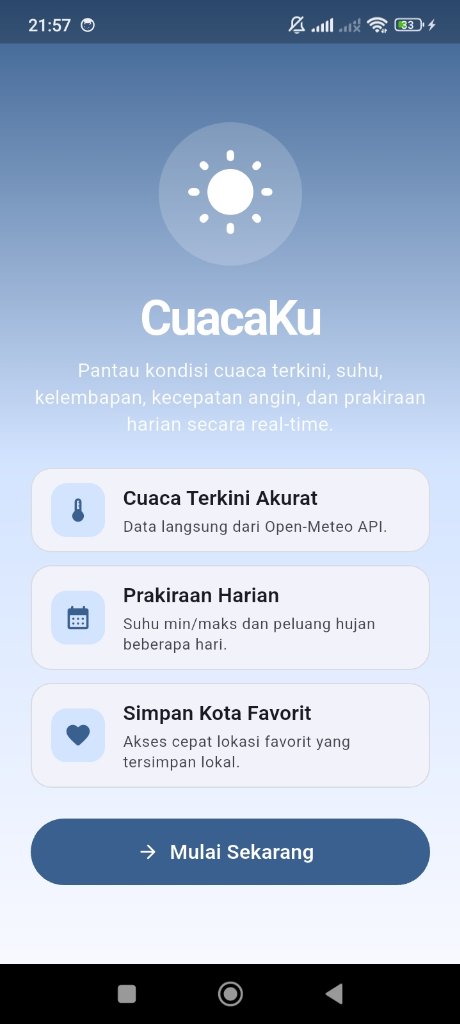 21:57
33
CuacaKu
Pantau kondisi cuaca terkini, suhu,
kelembapan, kecepatan angin, dan prakiraan
harian secara real-time.
Cuaca Terkini Akurat
Data langsung dari Open-Meteo API.
Prakiraan Harian
Suhu min/maks dan peluang hujan
beberapa hari.
Simpan Kota Favorit
Akses cepat lokasi favorit yang
tersimpan lokal.
Mulai Sekarang